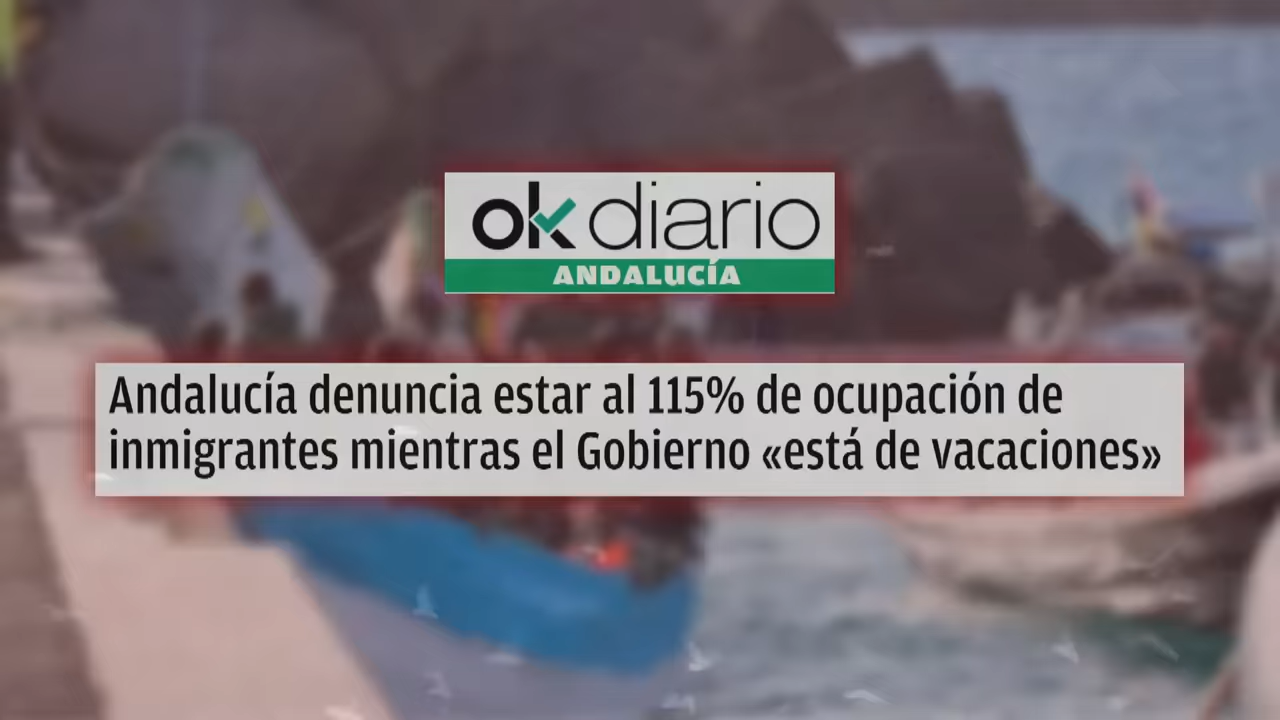 ok diario
ANDALUCÍA
Andalucía denuncia estar al 115% de ocupación de
inmigrantes mientras el Gobierno «está de vacaciones»